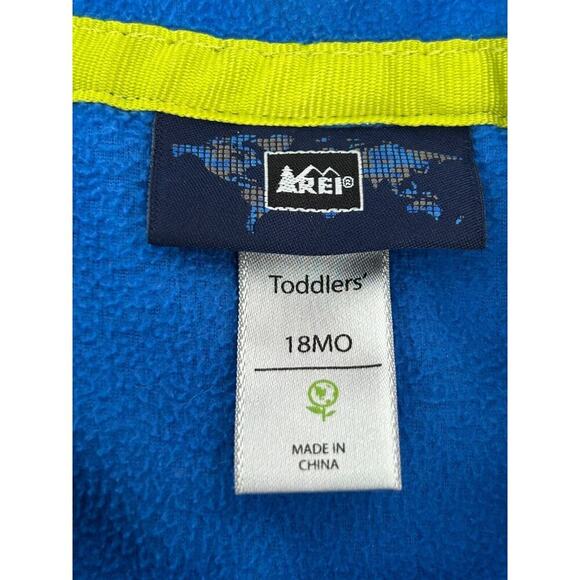 REI®
Toddlers'
18MO
MADE IN
CHINA